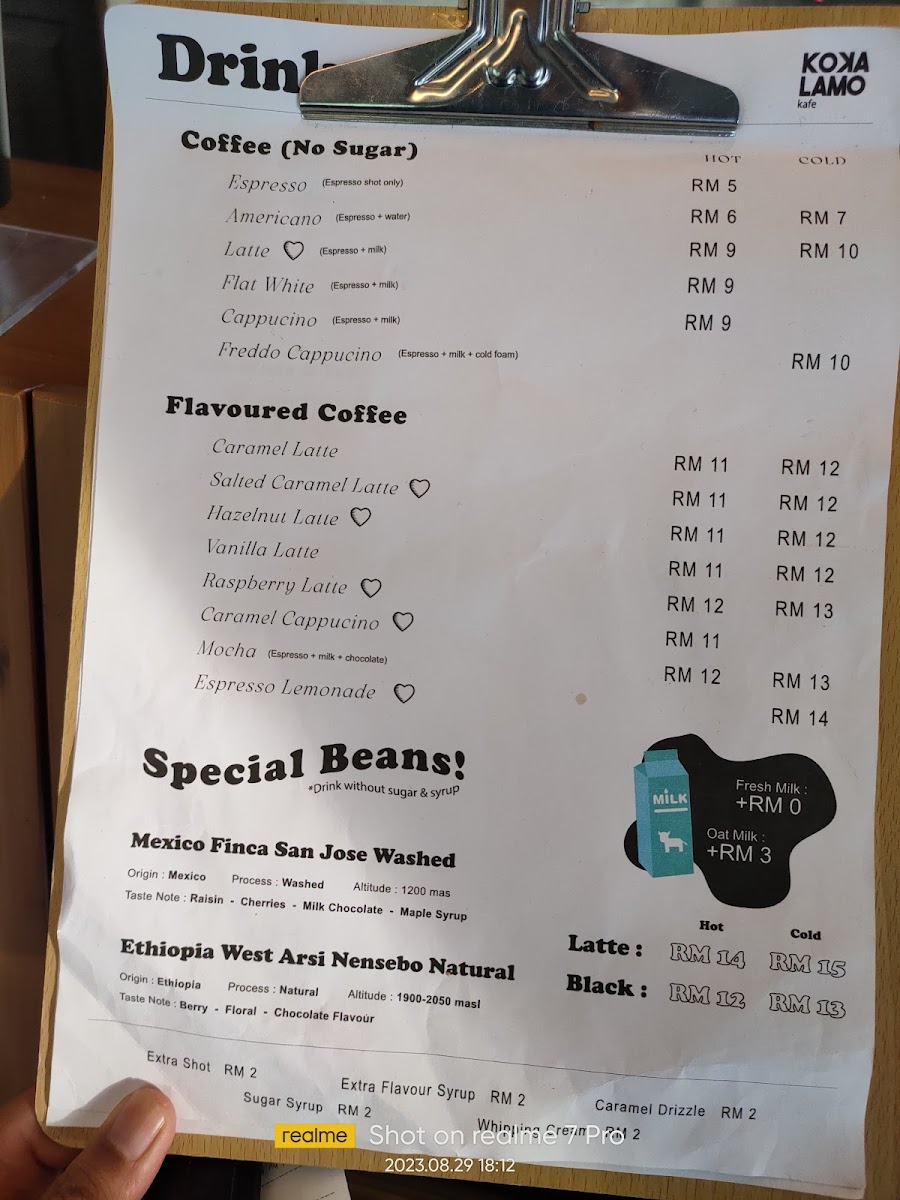 KOKA
LAMO
kafe
Coffee (No Sugar)
HOT COLD
Espresso (Espresso shot only) RM 5
Americano (Espresso + water) RM 6 RM 7
Latte (Espresso + milk) RM 9 RM 10
Flat White (Espresso + milk) RM 9
Cappucino (Espresso + milk) RM 9
Freddo Cappucino (Espresso + milk + cold foam) RM 10
Flavoured Coffee
Caramel Latte RM 11 RM 12
Salted Caramel Latte RM 11 RM 12
Hazelnut Latte RM 11 RM 12
Vanilla Latte RM 11 RM 12
Raspberry Latte RM 12 RM 13
Caramel Cappucino RM 11
Mocha (Espresso + milk + chocolate) RM 12 RM 13
Espresso Lemonade RM 14
Special Beans!
*Drink without sugar & syrup
MiLK
Fresh Milk :
+RM 0
Oat Milk :
+RM 3
Mexico Finca San Jose Washed
Origin : Mexico Process : Washed Altitude : 1200 mas
Taste Note : Raisin - Cherries - Milk Chocolate - Maple Syrup
Ethiopia West Arsi Nensebo Natural
Origin : Ethiopia Process : Natural Altitude : 1900-2050 masl
Taste Note : Berry - Floral - Chocolate Flavour
Hot Cold
Latte : RM 14 RM 15
Black : RM 12 RM 13
Extra Shot RM 2
Extra Flavour Syrup RM 2
Caramel Drizzle RM 2
Sugar Syrup RM 2
Whipping Cream RM 2
realme Shot on realme 7 Pro
2023.08.29 18:12